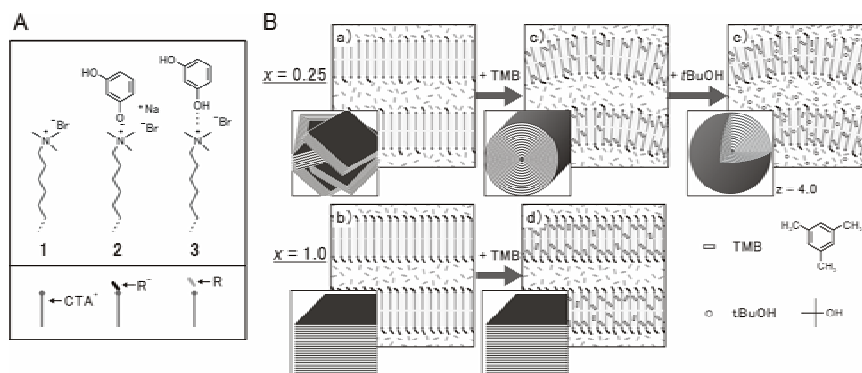 A
HO
HO
OH
O
+Na
-Br
-Br
-Br
N+
N+
N+
1
2
3
CTA+
R-
R
B
a)
c)
c)
x = 0.25
+ TMB
+ tBuOH
z - 4.0
b)
d)
x = 1.0
+ TMB
TMB
H3C
CH3
CH3
tBuOH
OH